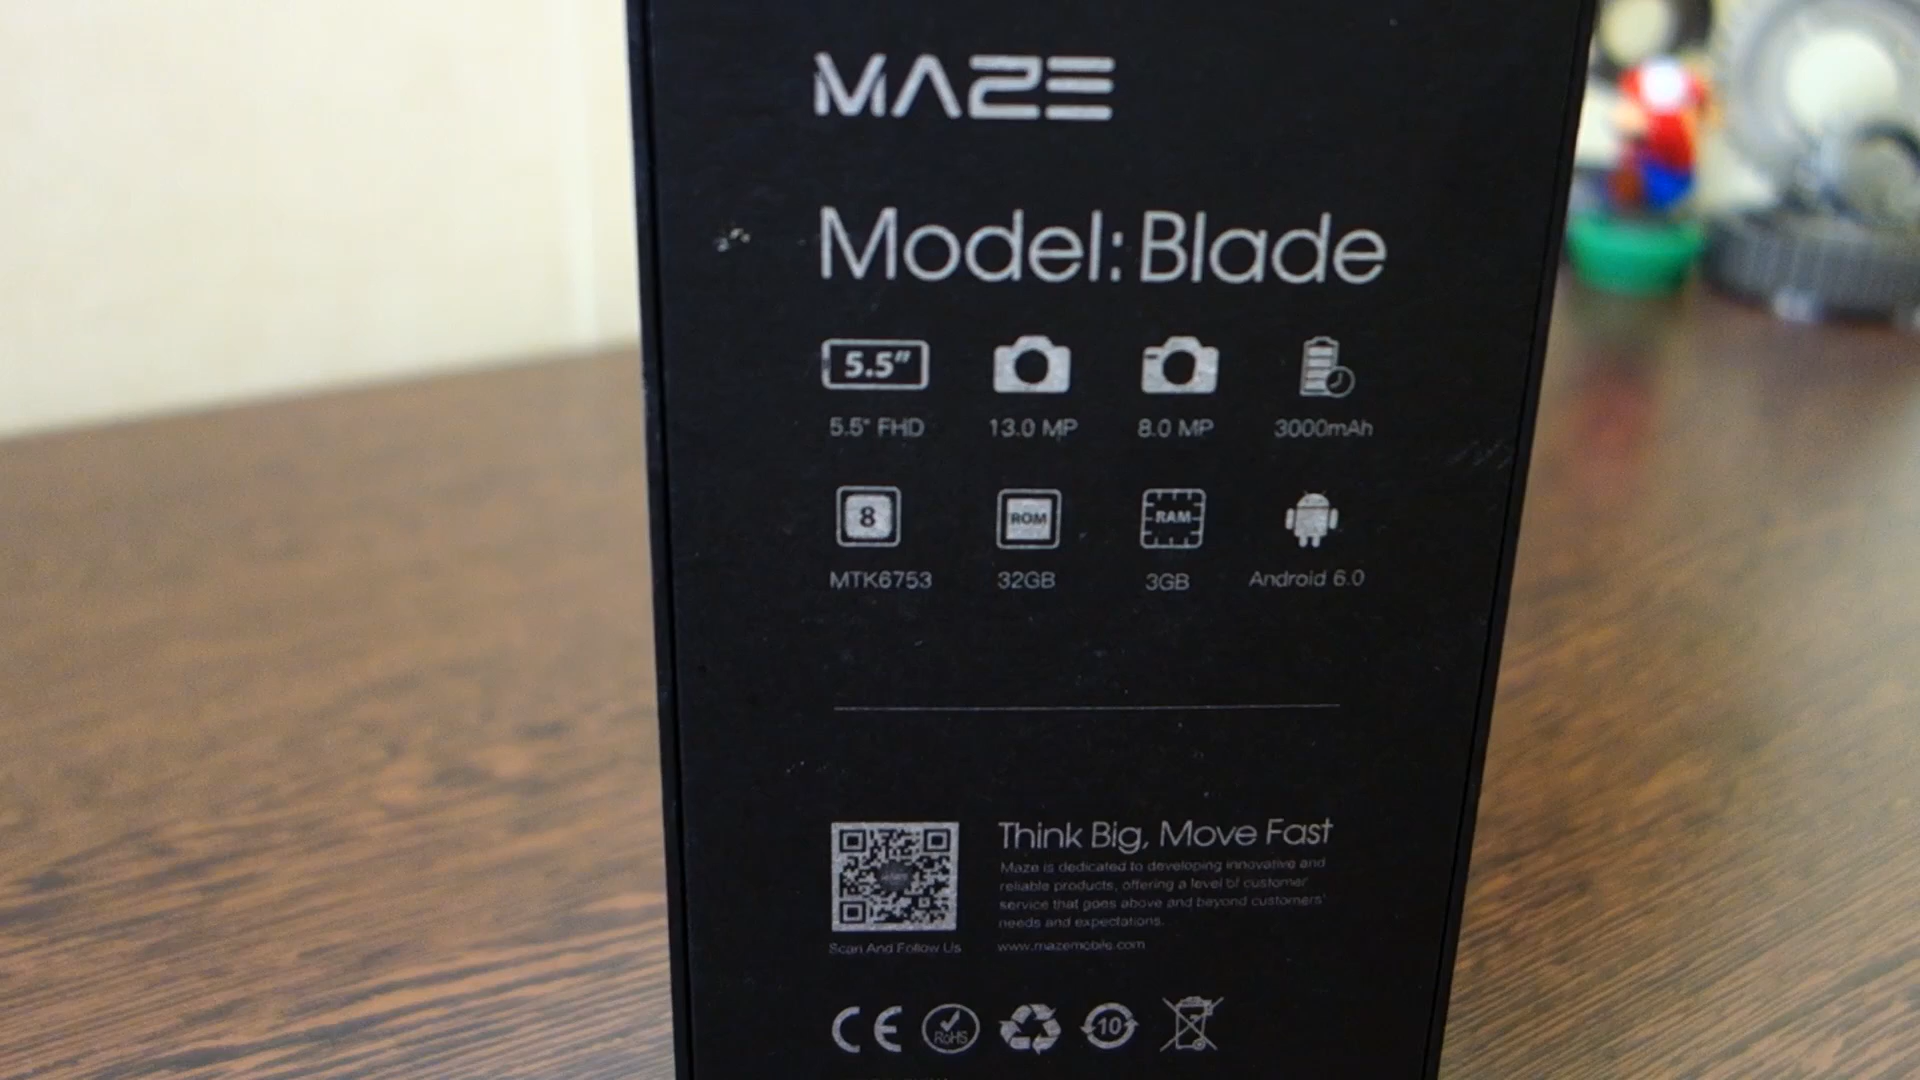 MAZE
Model: Blade
5.5"
5.5" FHD 13.0 MP 8.0 MP 3000mAh
8 ROM RAM
MTK6753 32GB 3GB Android 6.0
Think Big, Move Fast
Maze is dedicated to developing innovative and
reliable products, offering a level of customer
service that goes above and beyond customers'
needs and expectations.
Scan And Follow Us www.mazemobile.com
CE RoHS 10